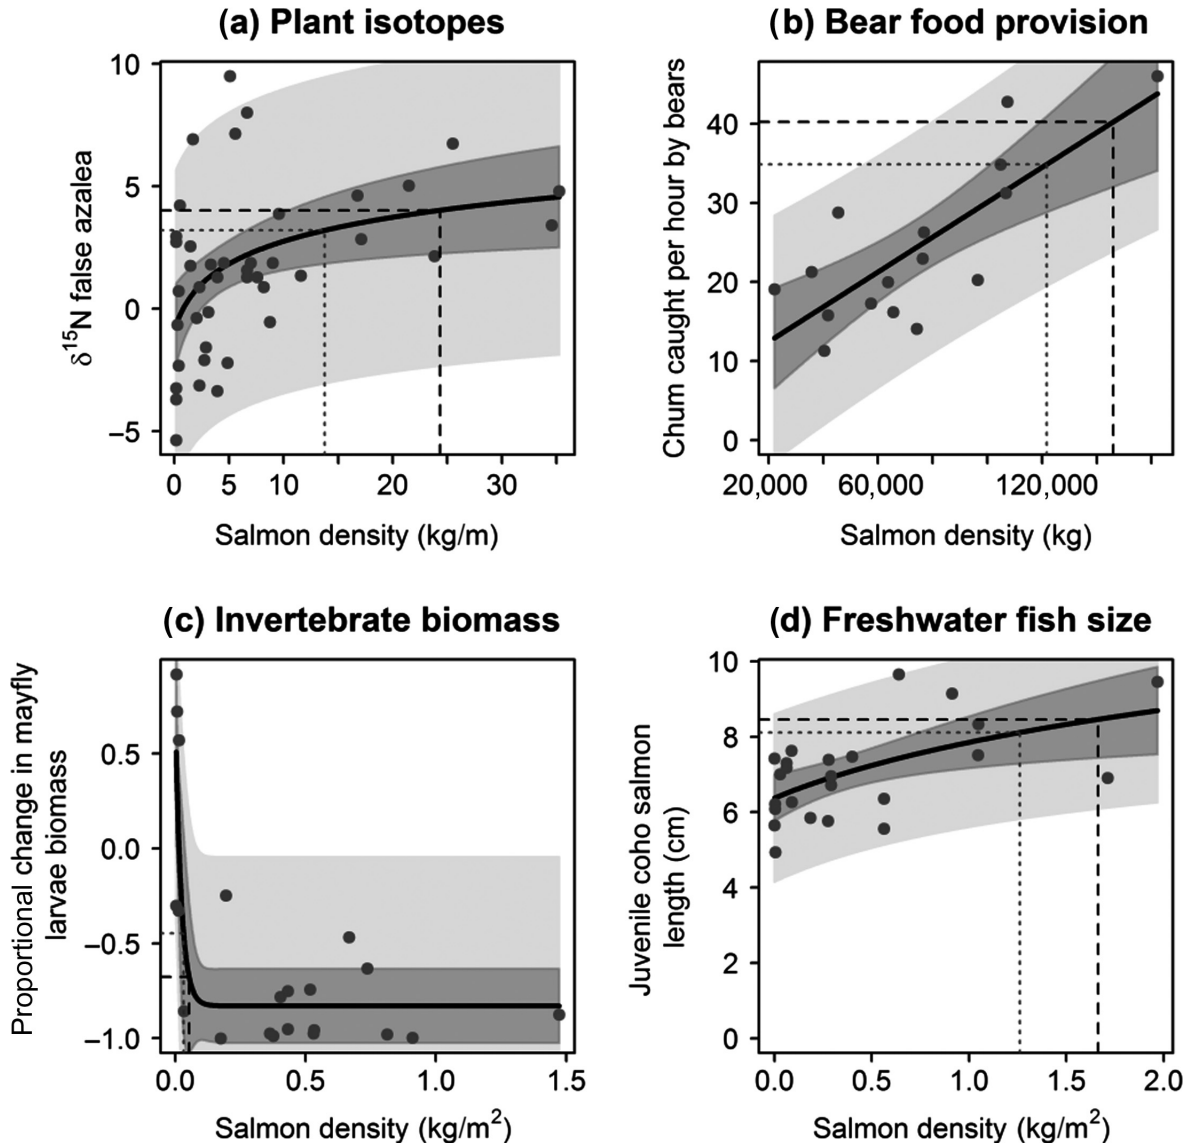 (a) Plant isotopes
δ¹⁵N false azalea
10
5
0
−5
0 5 10 20 30
Salmon density (kg/m)
(b) Bear food provision
Chum caught per hour by bears
40
30
20
10
0
20,000 60,000 120,000
Salmon density (kg)
(c) Invertebrate biomass
Proportional change in mayfly
larvae biomass
0.5
0.0
−0.5
−1.0
0.0 0.5 1.0 1.5
Salmon density (kg/m²)
(d) Freshwater fish size
Juvenile coho salmon
length (cm)
10
8
6
4
2
0
0.0 0.5 1.0 1.5 2.0
Salmon density (kg/m²)